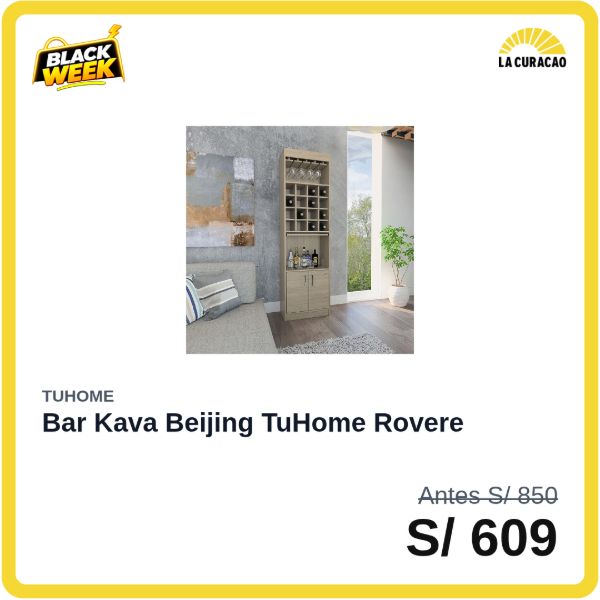 BLACK
WEEK
LA CURACAO
TUHOME
Bar Kava Beijing TuHome Rovere
Antes S/ 850
S/ 609